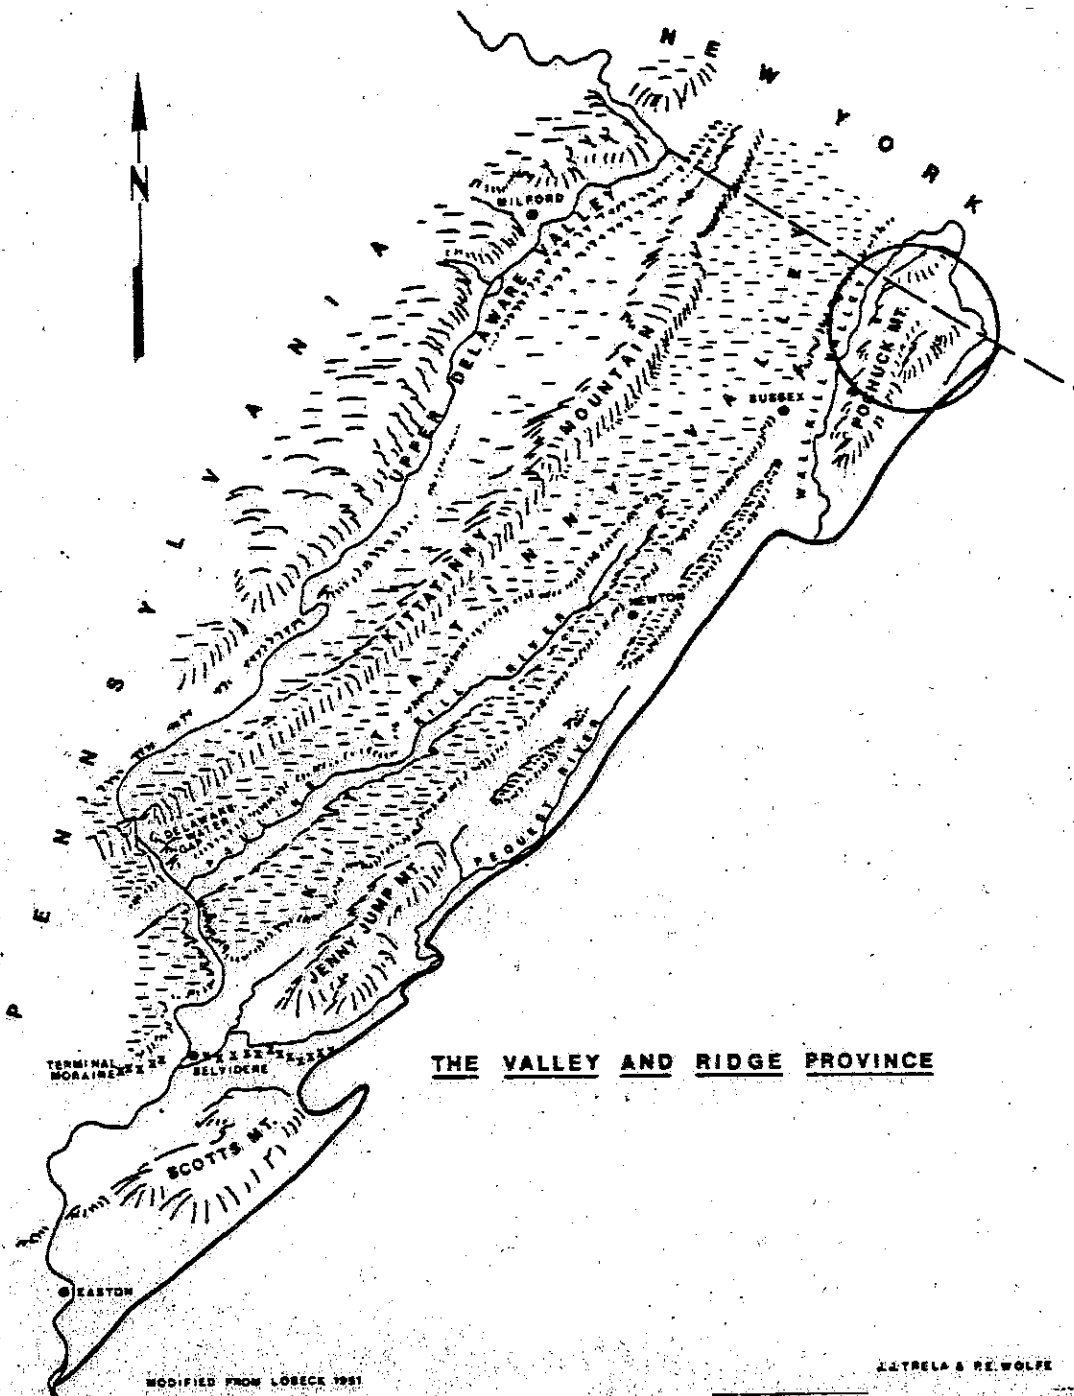 NEW YORK
N
PENNSYLVANIA
MILFORD
UPPER DELAWARE VALLEY
KITTATINNY MOUNTAIN
KITTATINNY VALLEY
WALLKILL VALLEY
POCHUCK MT.
SUSSEX
NEWTON
RIVER
PEQUEST RIVER
DELAWARE
WATER
GAP
JENNY JUMP MT.
TERMINAL
MORAINE
BELVIDERE
THE VALLEY AND RIDGE PROVINCE
SCOTTS MT.
EASTON
MODIFIED FROM LOBECK 1951
J.J.TRELA & P.E.WOLFE